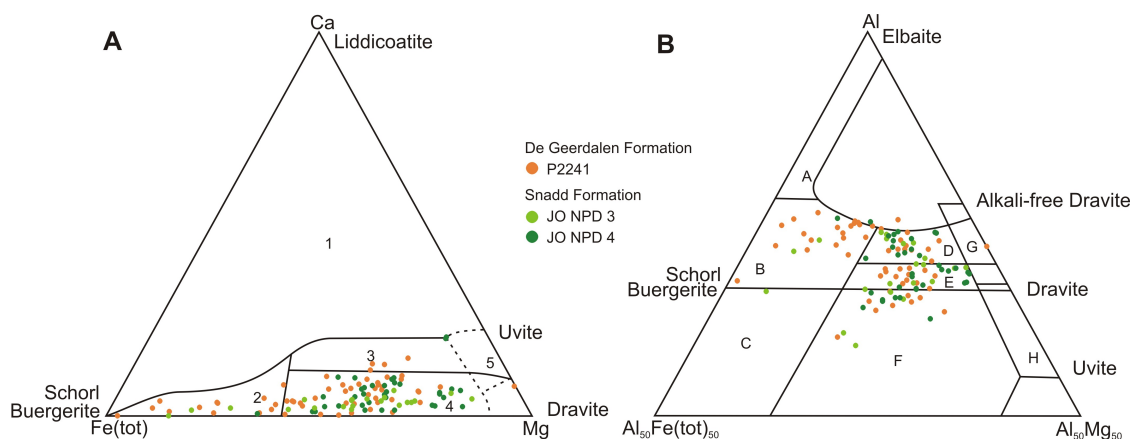 A
Ca
Liddicoatite
1
Uvite
3
5
2
4
Schorl
Buergerite
Dravite
Fe(tot)
Mg
De Geerdalen Formation
P2241
Snadd Formation
JO NPD 3
JO NPD 4
B
Al
Elbaite
A
Alkali-free Dravite
D
G
B
Schorl
Buergerite
E
Dravite
C
F
H
Uvite
Al₅₀Fe(tot)₅₀
Al₅₀Mg₅₀